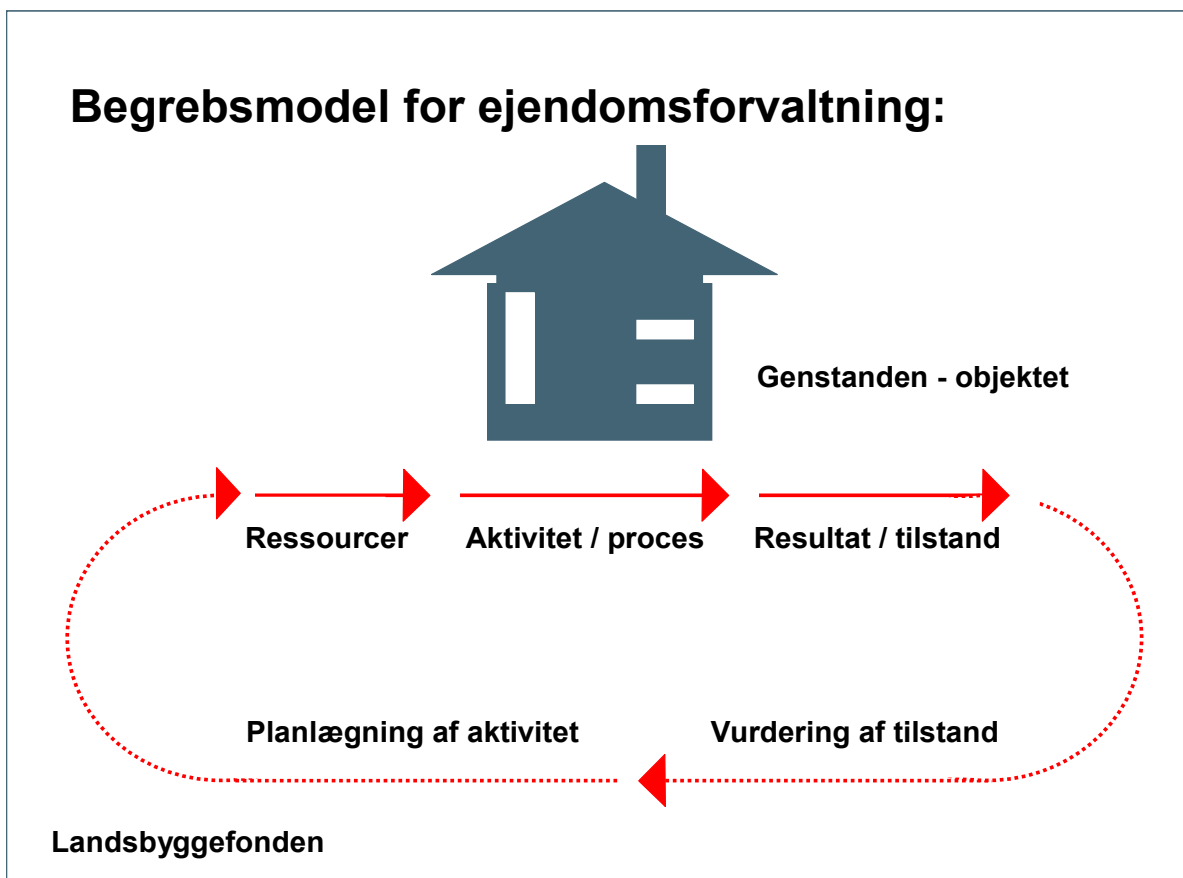 Begrebsmodel for ejendomsforvaltning:
Genstanden - objektet
Ressourcer
Aktivitet / proces
Resultat / tilstand
Planlægning af aktivitet
Vurdering af tilstand
Landsbyggefonden